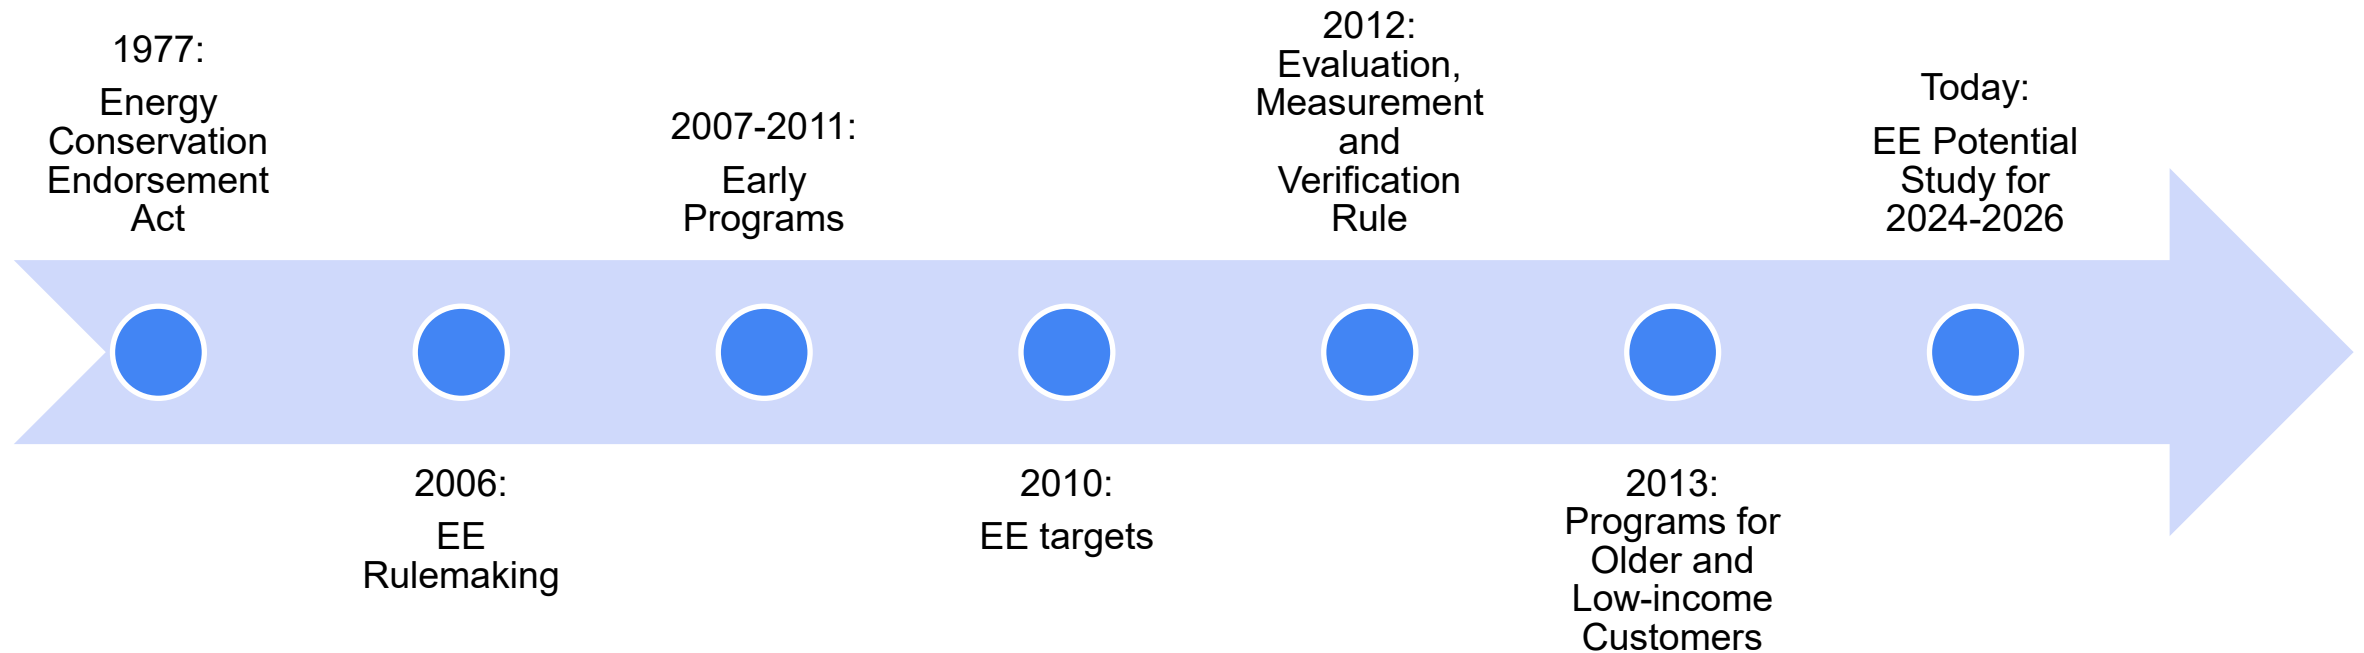 1977:
Energy
Conservation
Endorsement
Act
2006:
EE
Rulemaking
2007-2011:
Early
Programs
2010:
EE targets
2012:
Evaluation,
Measurement
and
Verification
Rule
2013:
Programs for
Older and
Low-income
Customers
Today:
EE Potential
Study for
2024-2026